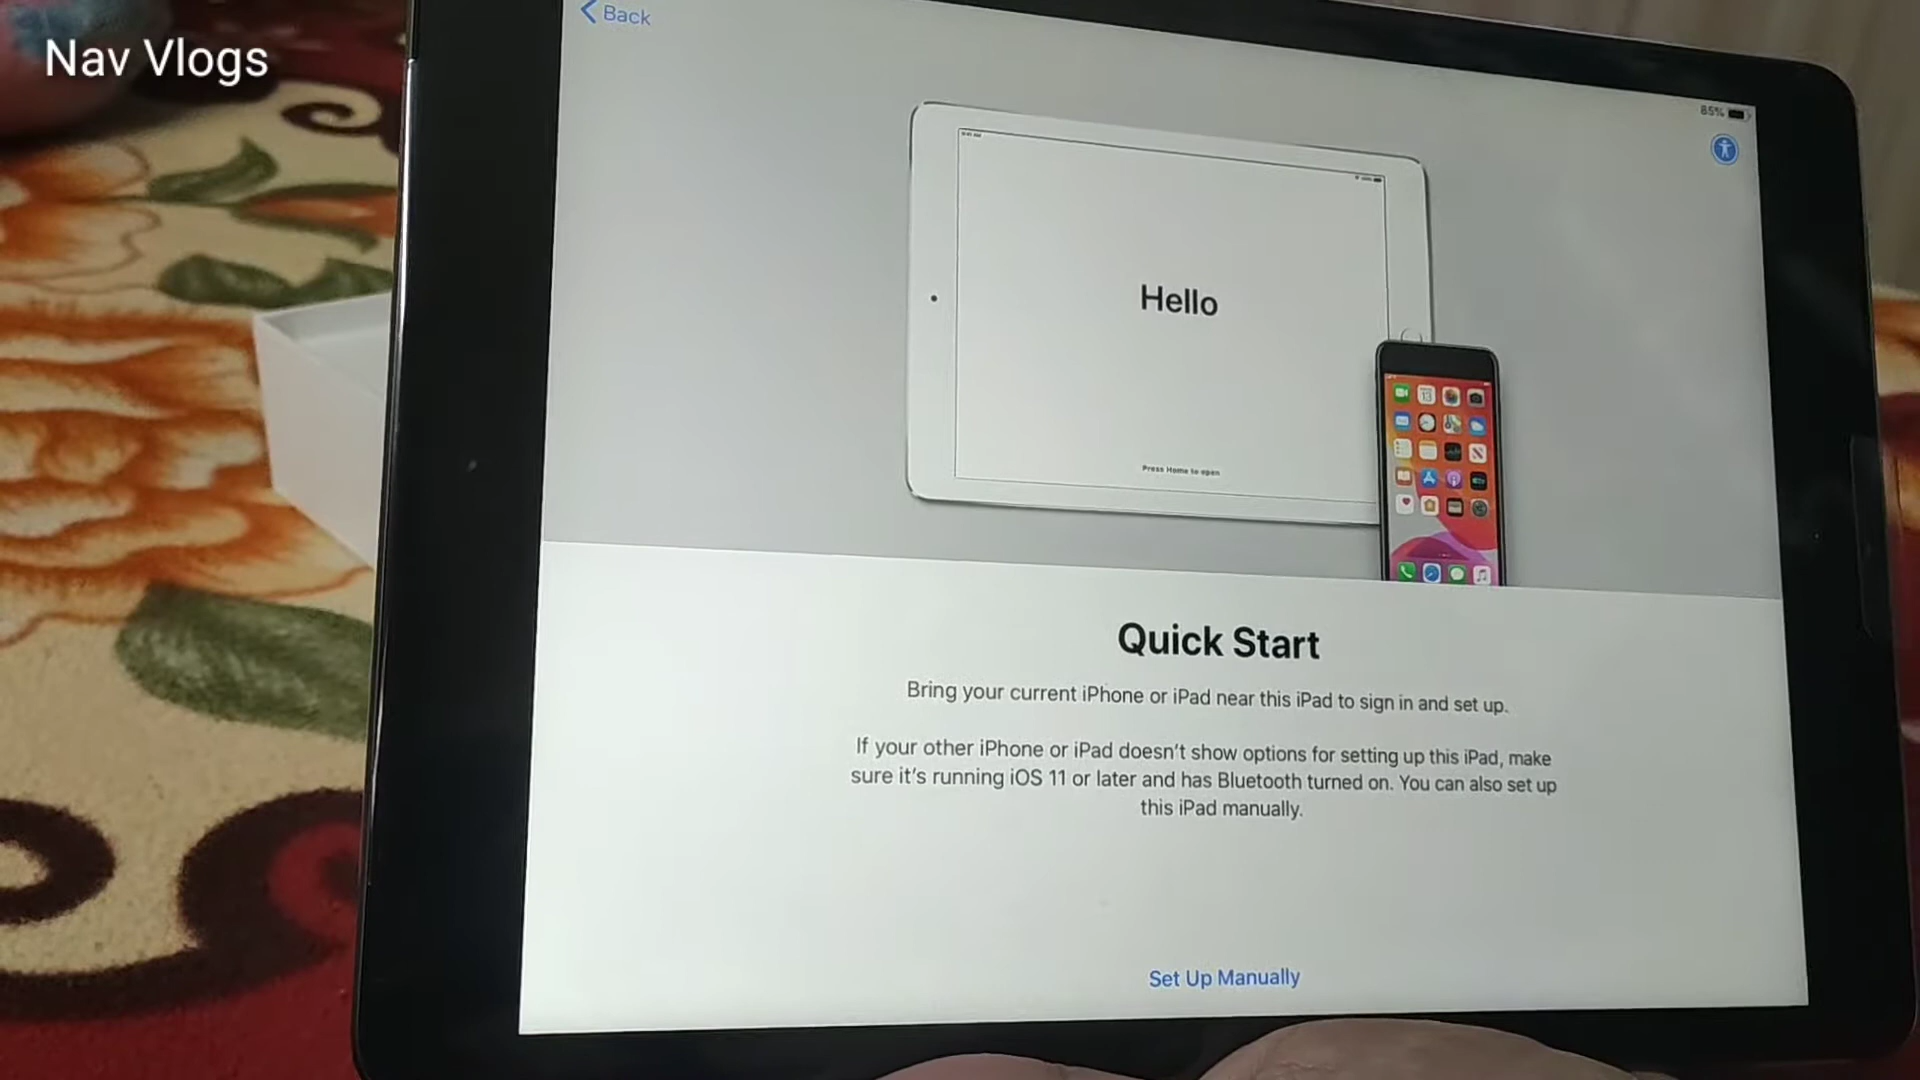 Nav Vlogs
Back
85%
Hello
Press Home to open
Quick Start
Bring your current iPhone or iPad near this iPad to sign in and set up.
If your other iPhone or iPad doesn't show options for setting up this iPad, make
sure it's running iOS 11 or later and has Bluetooth turned on. You can also set up
this iPad manually.
Set Up Manually